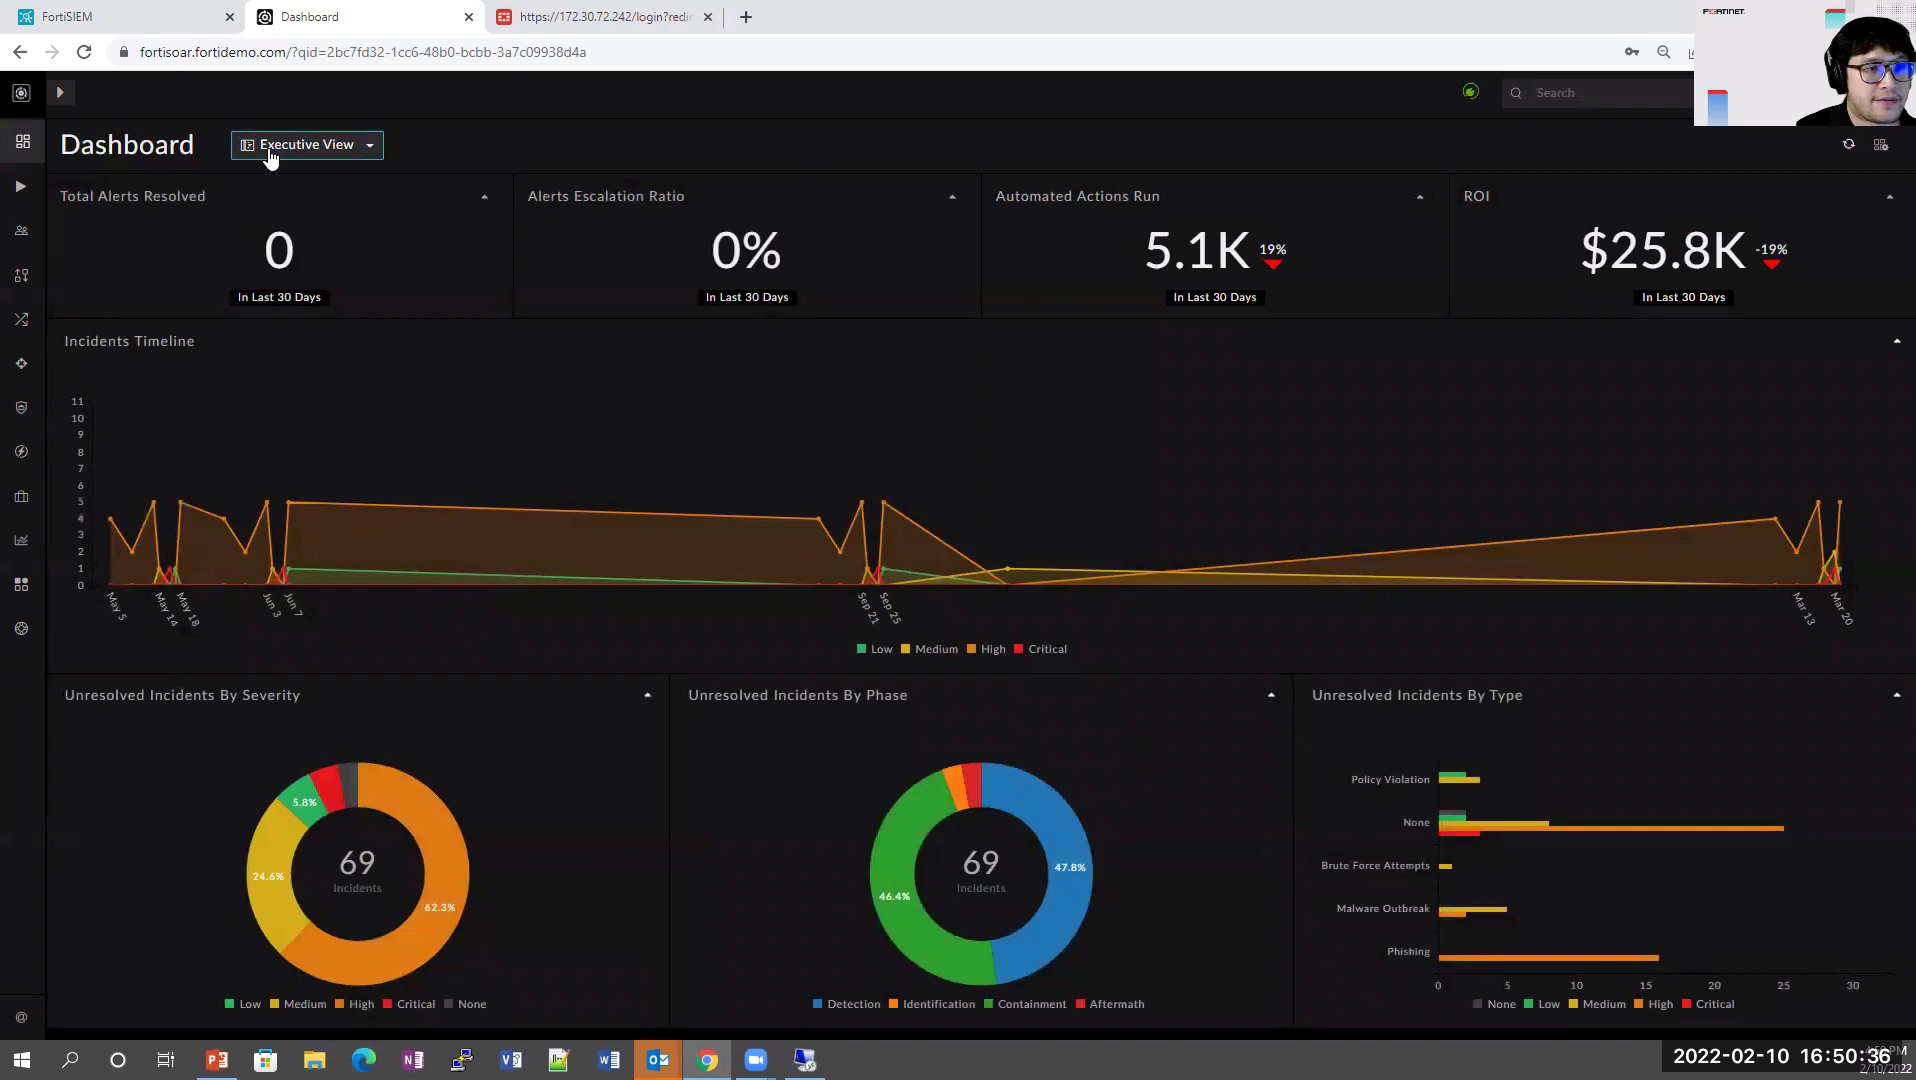 FortiSIEM
Dashboard
https://172.30.72.242/login?redir
fortisoar.fortidemo.com/?qid=2bc7fd32-1cc6-48b0-bcbb-3a7c09938d4a
FORTINET
Search
Dashboard
Executive View
Total Alerts Resolved
0
In Last 30 Days
Alerts Escalation Ratio
0%
In Last 30 Days
Automated Actions Run
5.1K 19%
In Last 30 Days
ROI
$25.8K -19%
In Last 30 Days
Incidents Timeline
11
10
9
8
7
6
5
4
3
2
1
0
May 5
May 14
May 18
Jun 3
Jun 7
Sep 21
Sep 25
Mar 13
Mar 20
Low Medium High Critical
Unresolved Incidents By Severity
5.8%
24.6%
62.3%
69
Incidents
Low Medium High Critical None
Unresolved Incidents By Phase
47.8%
46.4%
69
Incidents
Detection Identification Containment Aftermath
Unresolved Incidents By Type
Policy Violation
None
Brute Force Attempts
Malware Outbreak
Phishing
0 5 10 15 20 25 30
None Low Medium High Critical
2022-02-10 16:50:36
2/10/2022